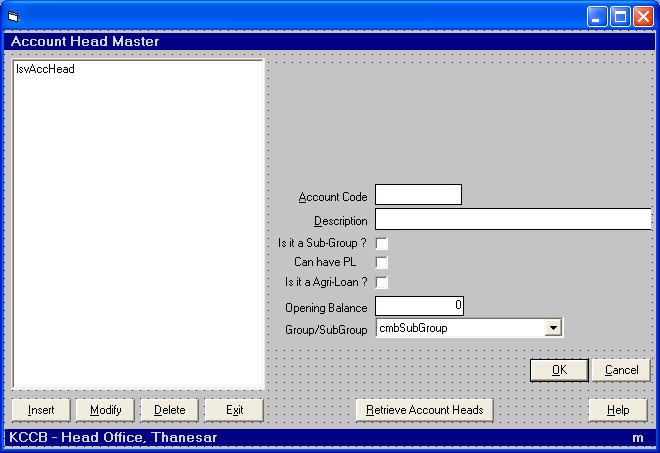 Account Head Master
lsvAccHead
Account Code
Description
Is it a Sub-Group ?
Can have PL
Is it a Agri-Loan ?
Opening Balance 0
Group/SubGroup cmbSubGroup
OK Cancel
Insert Modify Delete Exit Retrieve Account Heads Help
KCCB - Head Office, Thanesar m